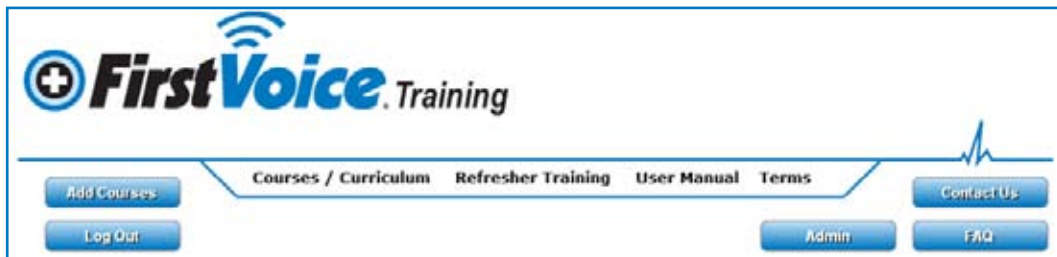 FirstVoice. Training
Courses / Curriculum Refresher Training User Manual Terms
Add Courses Contact Us
Log Out Admin FAQ